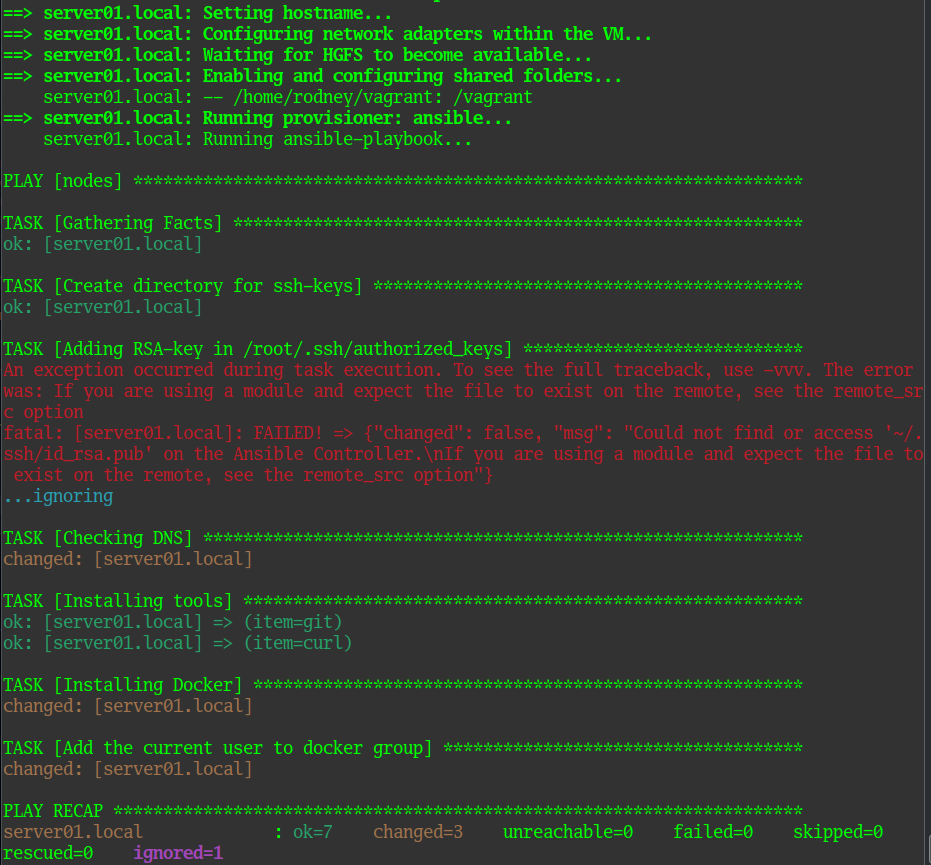 ==> server01.local: Setting hostname...
==> server01.local: Configuring network adapters within the VM...
==> server01.local: Waiting for HGFS to become available...
==> server01.local: Enabling and configuring shared folders...
    server01.local: -- /home/rodney/vagrant: /vagrant
==> server01.local: Running provisioner: ansible...
    server01.local: Running ansible-playbook...
PLAY [nodes] *******************************************************************
TASK [Gathering Facts] *********************************************************
ok: [server01.local]
TASK [Create directory for ssh-keys] *******************************************
ok: [server01.local]
TASK [Adding RSA-key in /root/.ssh/authorized_keys] ****************************
An exception occurred during task execution. To see the full traceback, use -vvv. The error
was: If you are using a module and expect the file to exist on the remote, see the remote_sr
c option
fatal: [server01.local]: FAILED! => {"changed": false, "msg": "Could not find or access '~/.
ssh/id_rsa.pub' on the Ansible Controller.\nIf you are using a module and expect the file to
 exist on the remote, see the remote_src option"}
...ignoring
TASK [Checking DNS] ************************************************************
changed: [server01.local]
TASK [Installing tools] ********************************************************
ok: [server01.local] => (item=git)
ok: [server01.local] => (item=curl)
TASK [Installing Docker] *******************************************************
changed: [server01.local]
TASK [Add the current user to docker group] ************************************
changed: [server01.local]
PLAY RECAP *********************************************************************
server01.local             : ok=7    changed=3    unreachable=0    failed=0    skipped=0
rescued=0    ignored=1